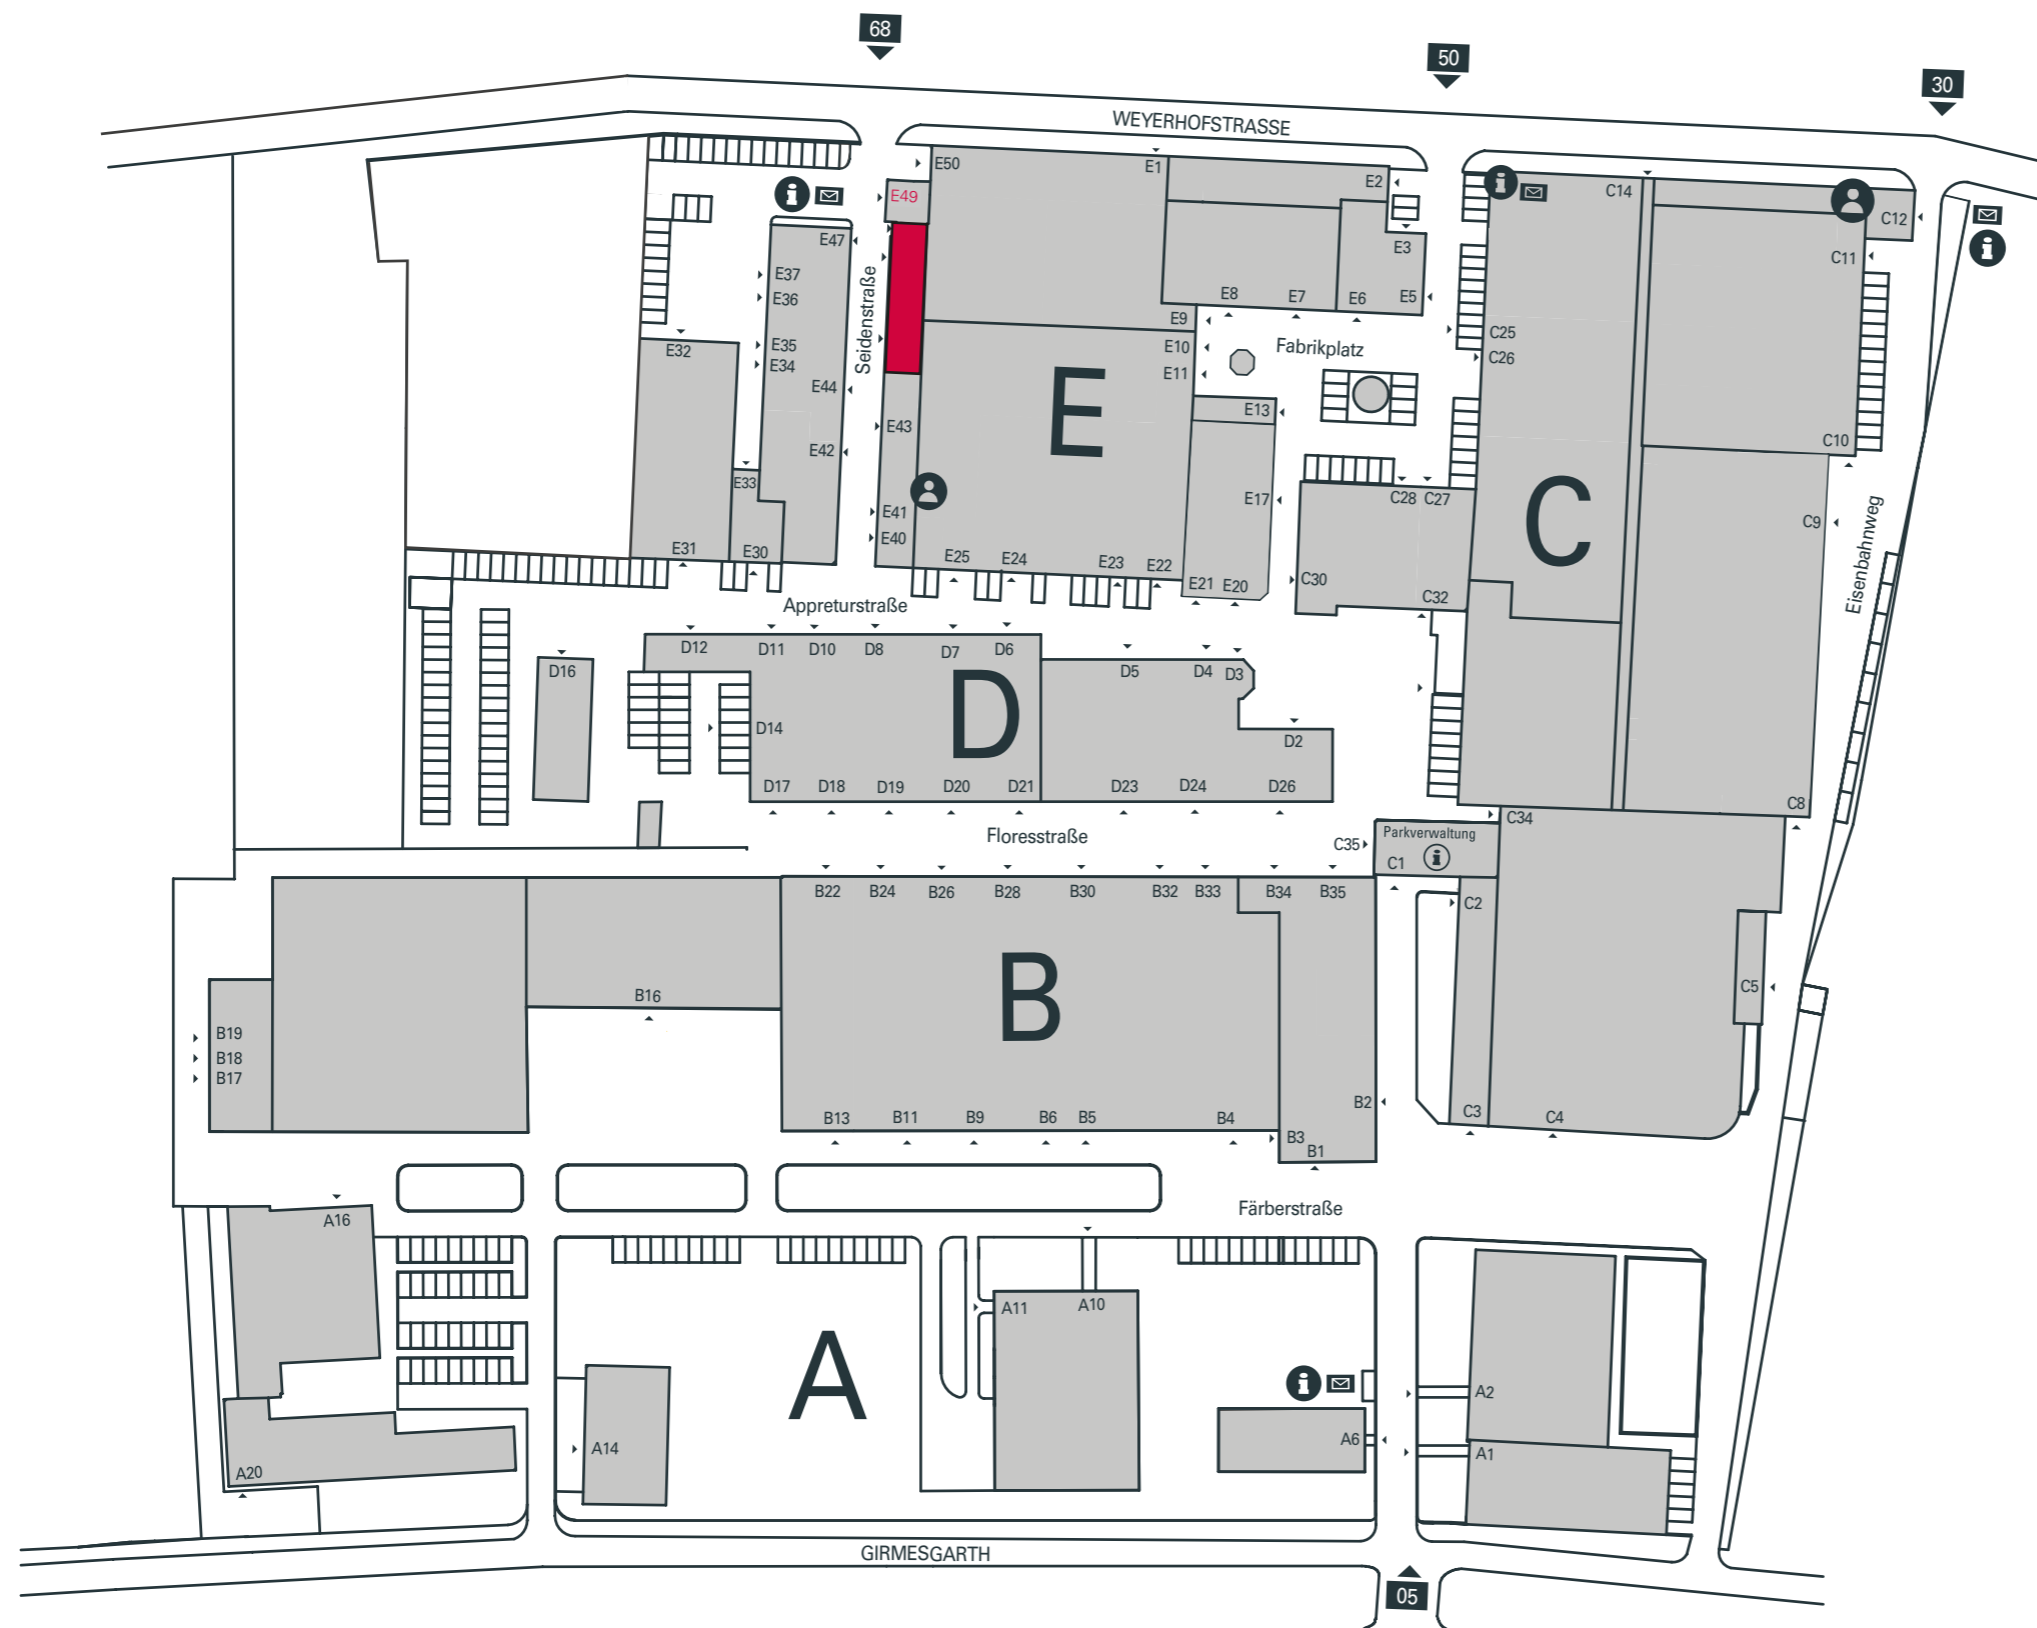 68
50
30
WEYERHOFSTRASSE
E50
E1
E2
E49
C14
C12
E47
E3
C11
E37
E36
E8
E7
E6
E5
Seidenstraße
E9
C25
E35
E32
E10
Fabrikplatz
C26
E34
E11
E44
E
E13
E43
C10
E42
E33
E17
C28
C27
C
E41
C9
E40
Eisenbahnweg
E31
E30
E25
E24
E23
E22
E21
E20
C30
C32
Appreturstraße
D12
D11
D10
D8
D7
D6
D16
D5
D4
D3
D
D14
D2
D17
D18
D19
D20
D21
D23
D24
D26
C8
C34
Floresstraße
Parkverwaltung
C35
C1
B22
B24
B26
B28
B30
B32
B33
B34
B35
C2
B
B16
C5
B19
B18
B17
B2
B13
B11
B9
B6
B5
B4
C3
C4
B3
B1
Färberstraße
A16
A11
A10
A
A2
A14
A6
A1
A20
GIRMESGARTH
05